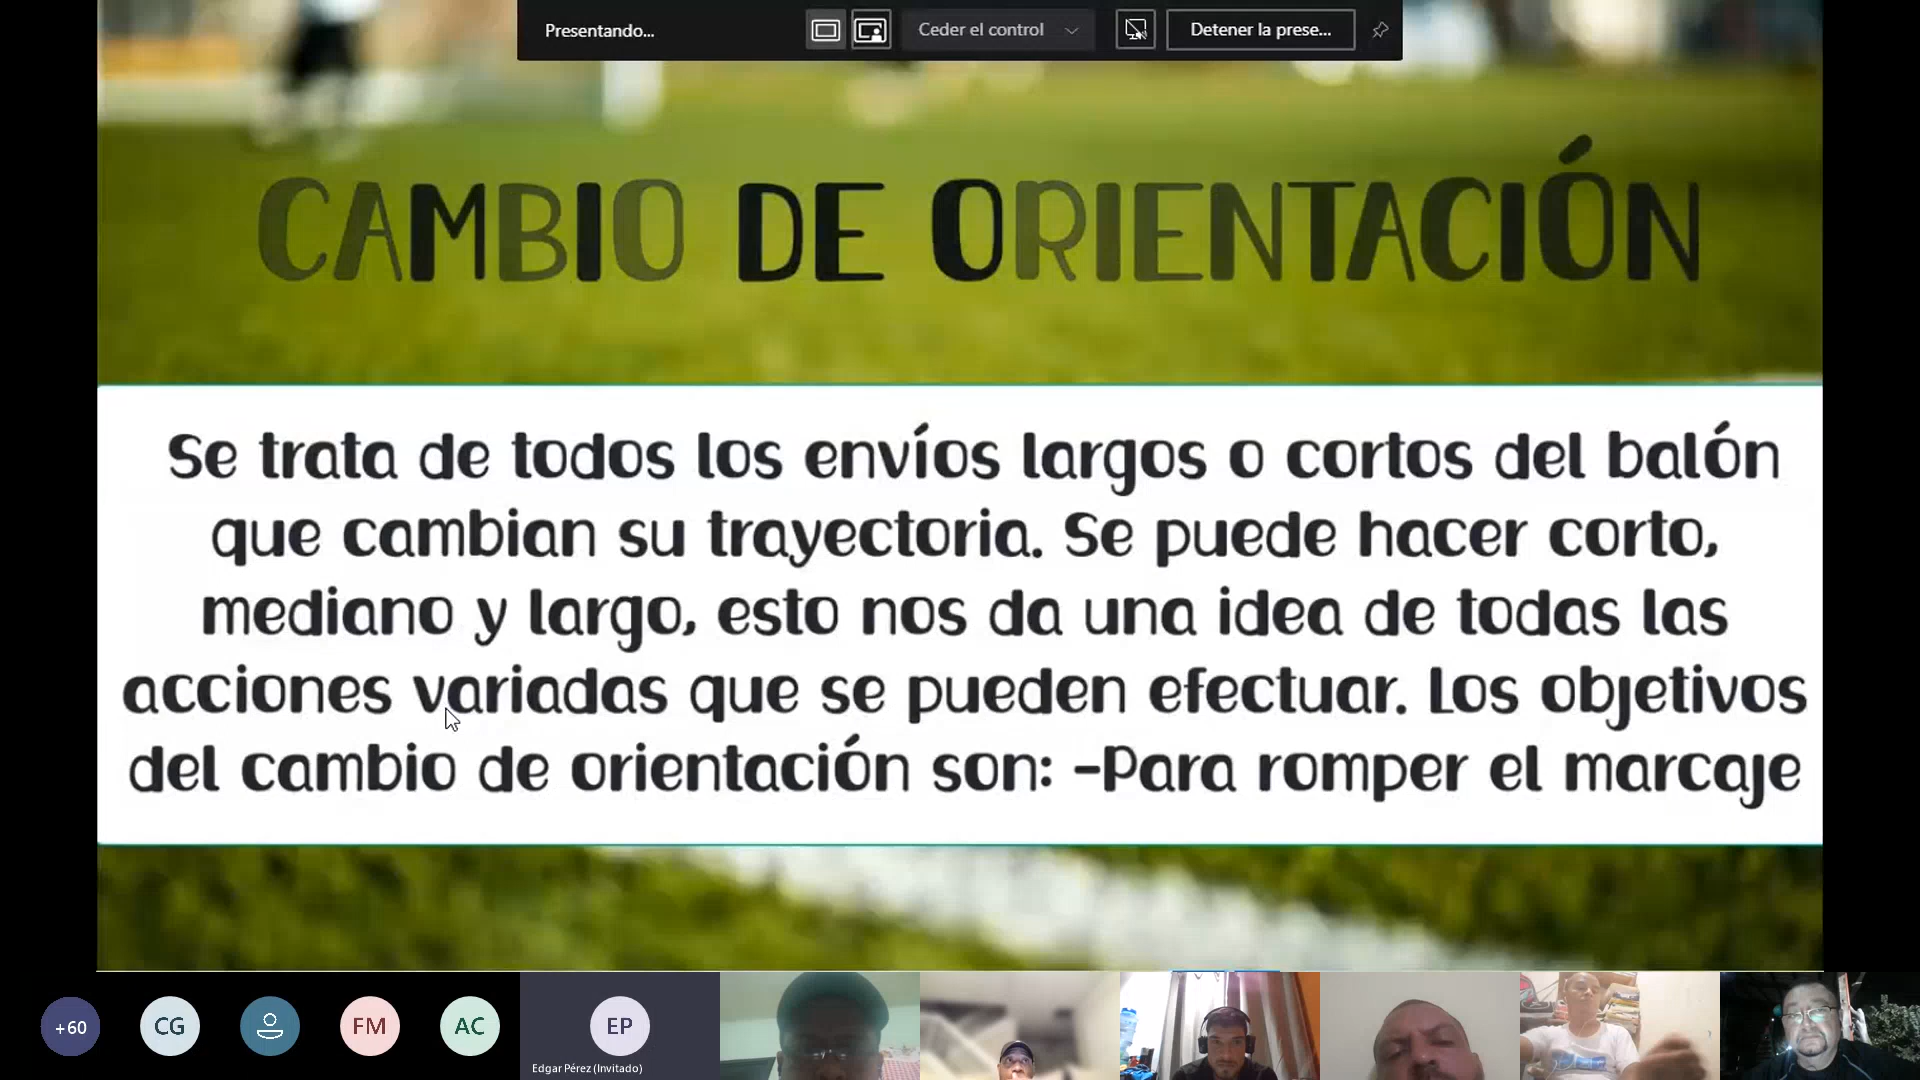 Presentando...
Ceder el control
Detener la prese...
CAMBIO DE ORIENTACIÓN
Se trata de todos los envíos largos o cortos del balón
que cambian su trayectoria. Se puede hacer corto,
mediano y largo, esto nos da una idea de todas las
acciones variadas que se pueden efectuar. Los objetivos
del cambio de orientación son: -Para romper el marcaje
+60
CG
FM
AC
EP
Edgar Pérez (Invitado)